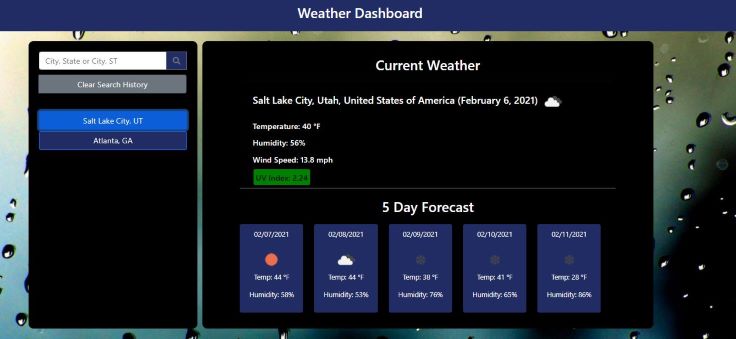 Weather Dashboard
City, State or City, ST
Clear Search History
Salt Lake City, UT
Atlanta, GA
Current Weather
Salt Lake City, Utah, United States of America (February 6, 2021)
Temperature: 40 °F
Humidity: 56%
Wind Speed: 13.8 mph
UV Index: 2.24
5 Day Forecast
02/07/2021
Temp: 44 °F
Humidity: 58%
02/08/2021
Temp: 44 °F
Humidity: 53%
02/09/2021
Temp: 38 °F
Humidity: 76%
02/10/2021
Temp: 41 °F
Humidity: 65%
02/11/2021
Temp: 28 °F
Humidity: 86%